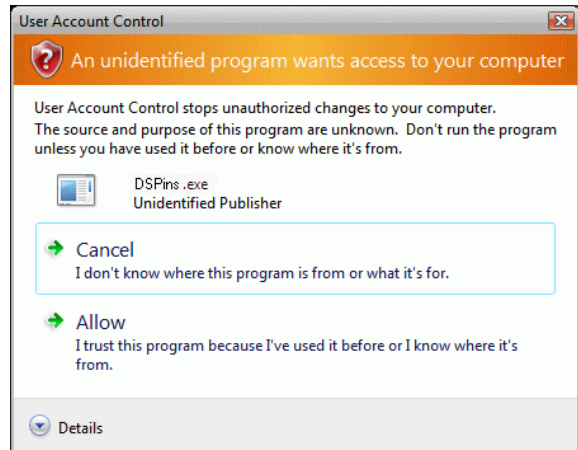 User Account Control
An unidentified program wants access to your computer
User Account Control stops unauthorized changes to your computer.
The source and purpose of this program are unknown.  Don't run the program
unless you have used it before or know where it's from.
DSPins .exe
Unidentified Publisher
Cancel
I don't know where this program is from or what it's for.
Allow
I trust this program because I've used it before or I know where it's
from.
Details